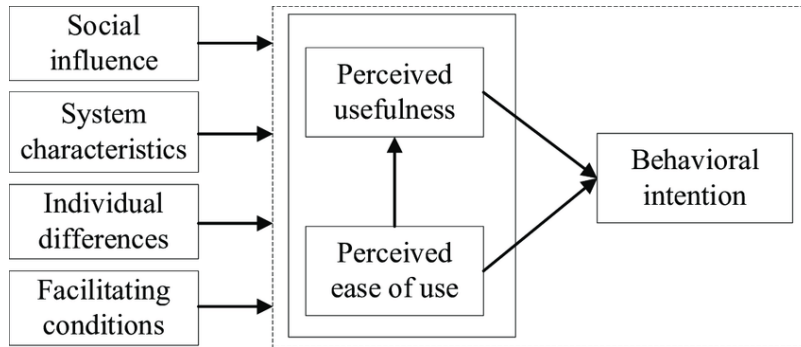 Social
influence
System
characteristics
Individual
differences
Facilitating
conditions
Perceived
usefulness
Perceived
ease of use
Behavioral
intention